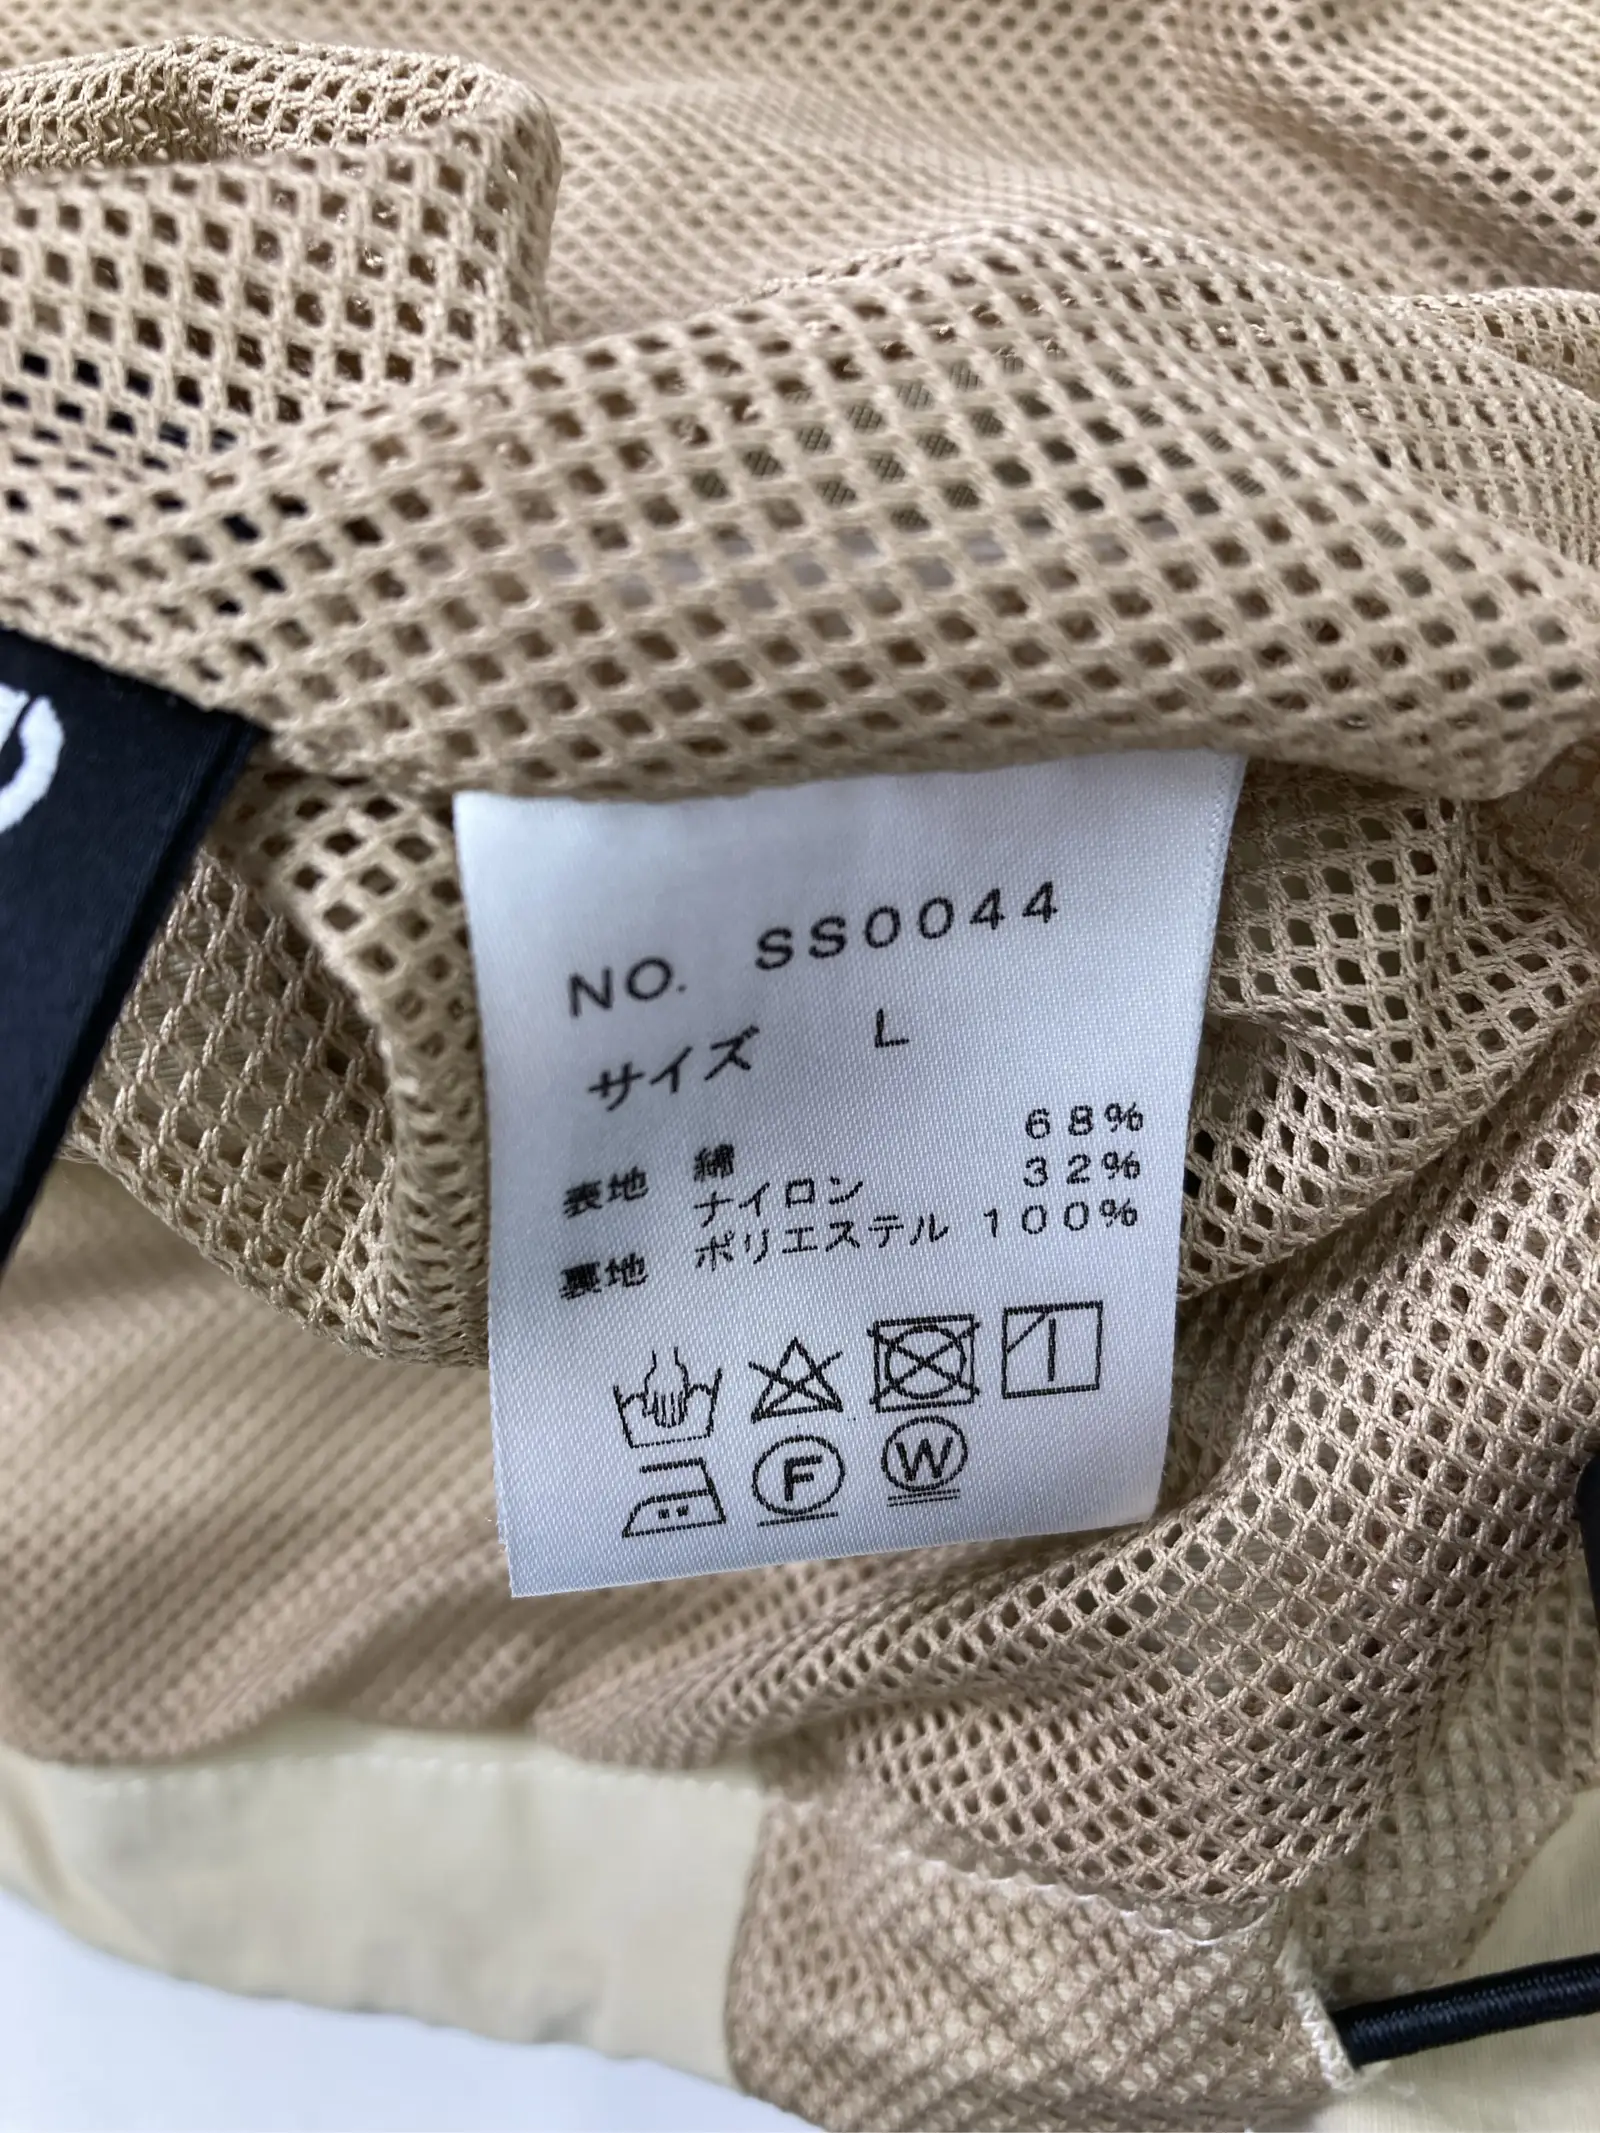 NO. SS0044
サイズ L
表地 綿 68%
ナイロン 32%
裏地 ポリエステル 100%
F W